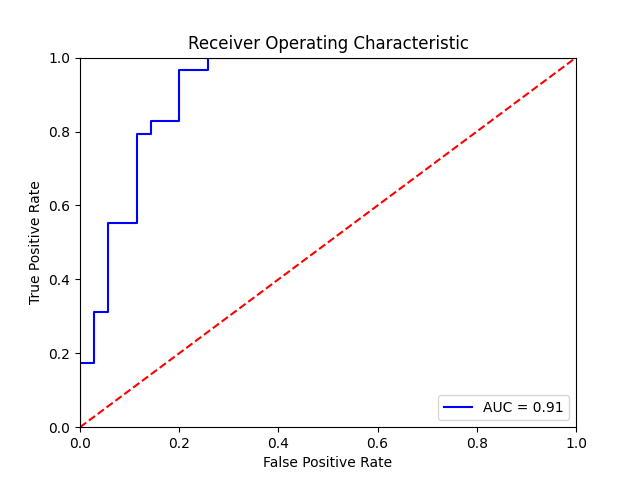 Receiver Operating Characteristic
1.0
0.8
0.6
0.4
0.2
0.0
True Positive Rate
AUC = 0.91
0.0 0.2 0.4 0.6 0.8 1.0
False Positive Rate